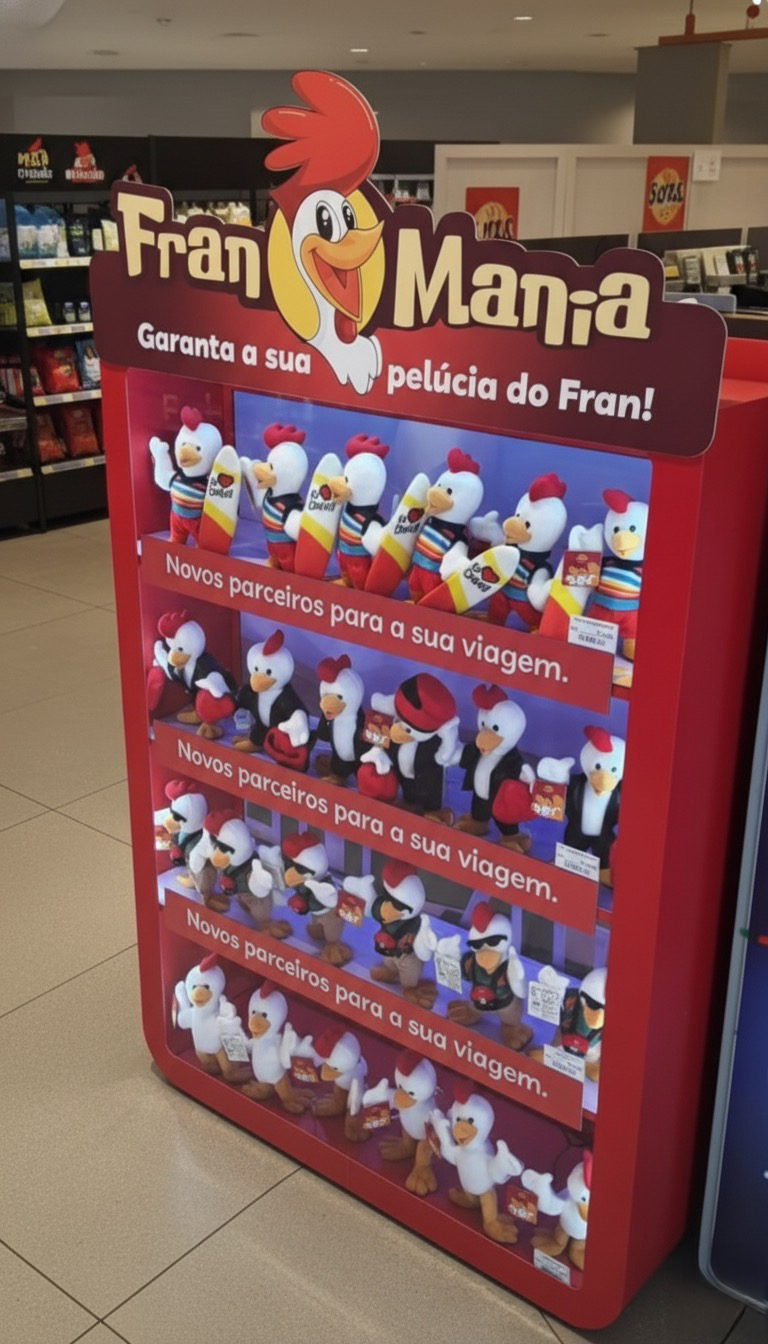 Fran Mania
Garanta a sua pelúcia do Fran!
Novos parceiros para a sua viagem.
Novos parceiros para a sua viagem.
Novos parceiros para a sua viagem.